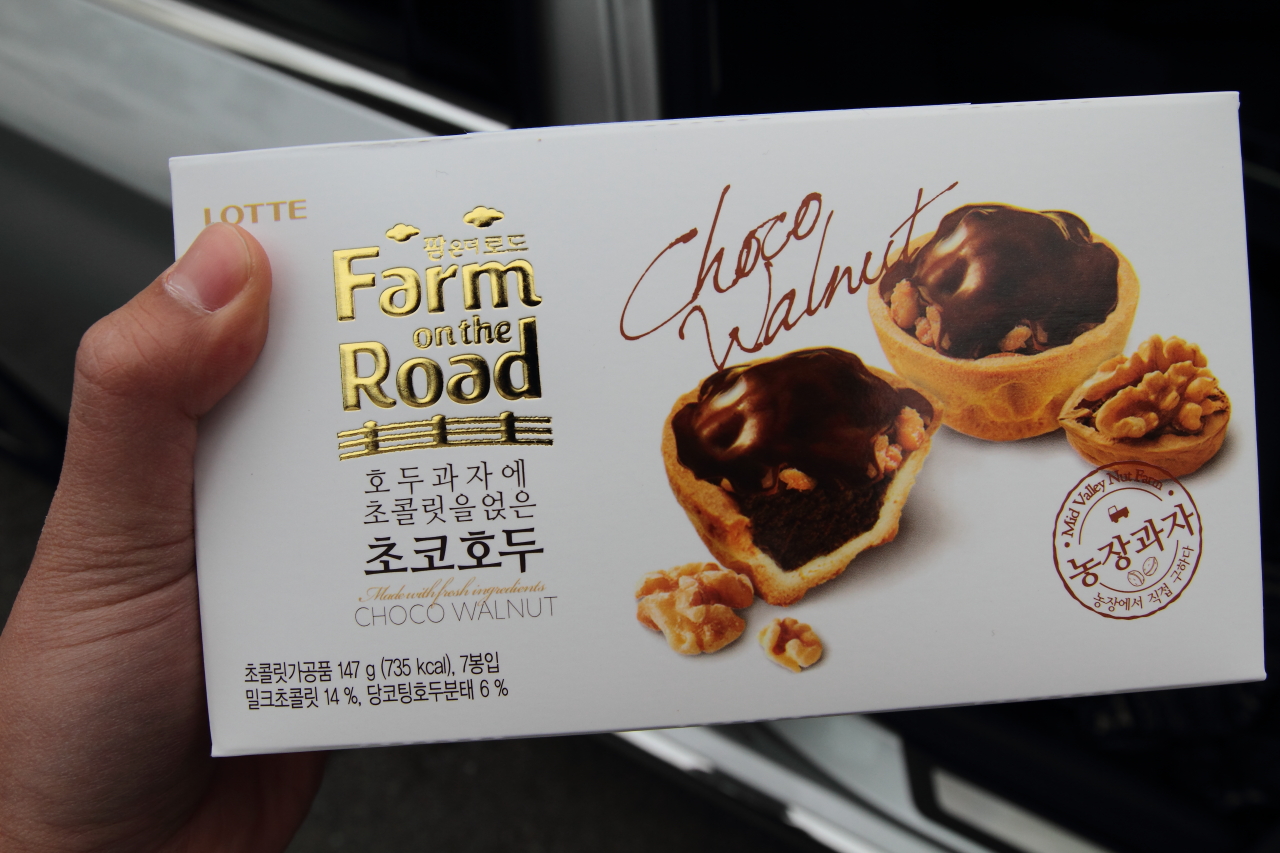 LOTTE
팜온더로드
Farm
on the
Road
호두과자에
초콜릿을얹은
초코호두
Made with fresh ingredients
CHOCO WALNUT
초콜릿가공품 147 g (735 kcal), 7봉입
밀크초콜릿 14 %, 당코팅호두분태 6 %
Choco
Walnut
• Mid Valley Nut Farm •
농장과자
농장에서 직접 구하다